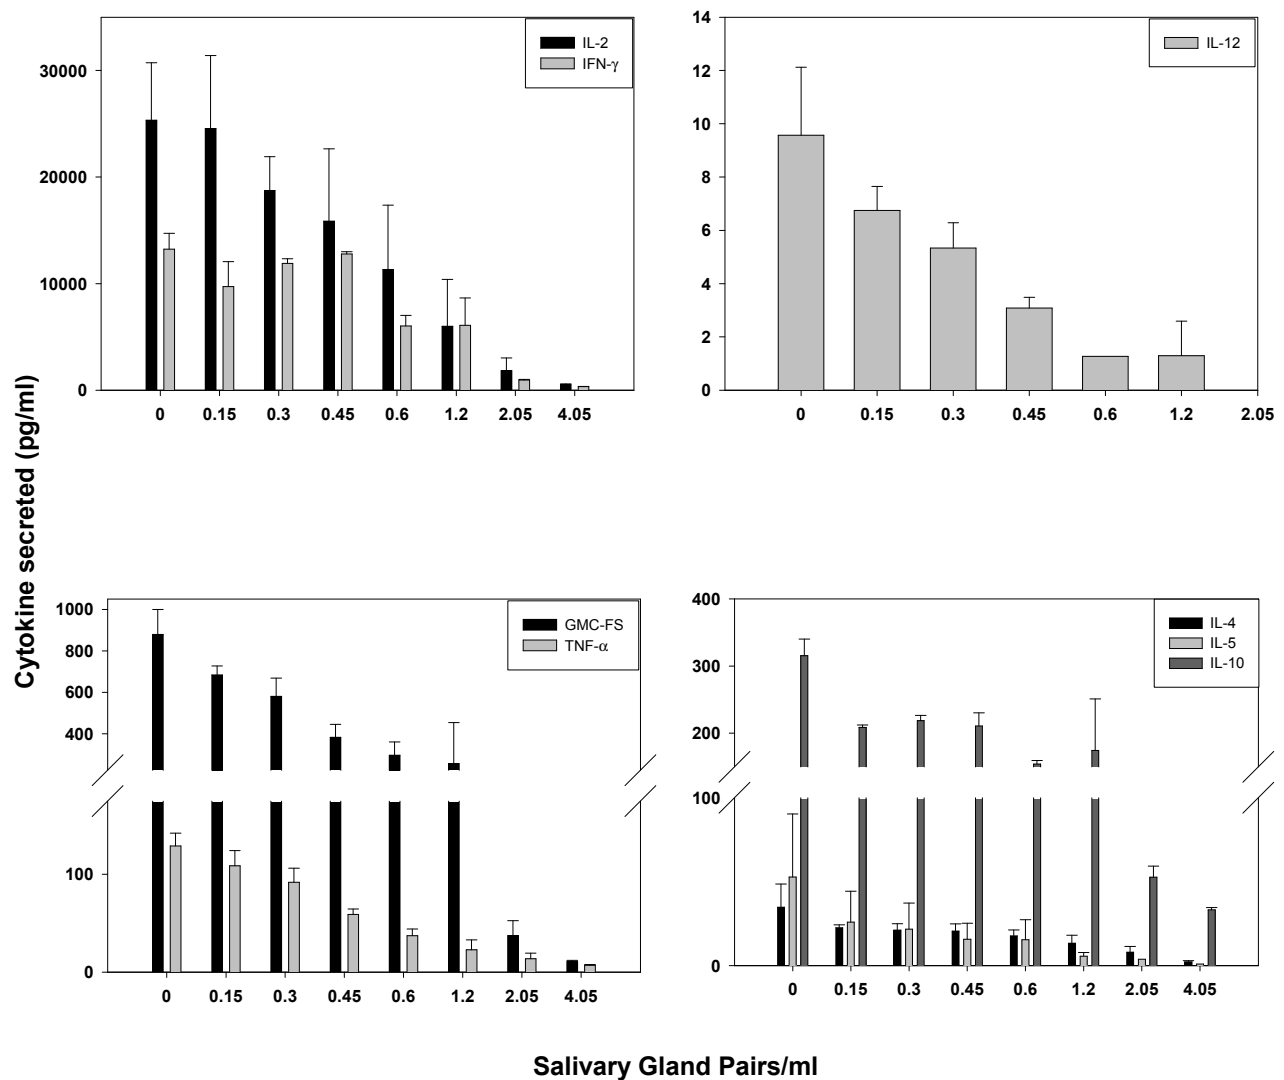 Cytokine secreted (pg/ml)
IL-2
IFN-γ
30000
20000
10000
0
0 0.15 0.3 0.45 0.6 1.2 2.05 4.05
IL-12
14
12
10
8
6
4
2
0
0 0.15 0.3 0.45 0.6 1.2 2.05
GMC-FS
TNF-α
1000
800
600
400
100
0
0 0.15 0.3 0.45 0.6 1.2 2.05 4.05
IL-4
IL-5
IL-10
400
300
200
100
0
0 0.15 0.3 0.45 0.6 1.2 2.05 4.05
Salivary Gland Pairs/ml